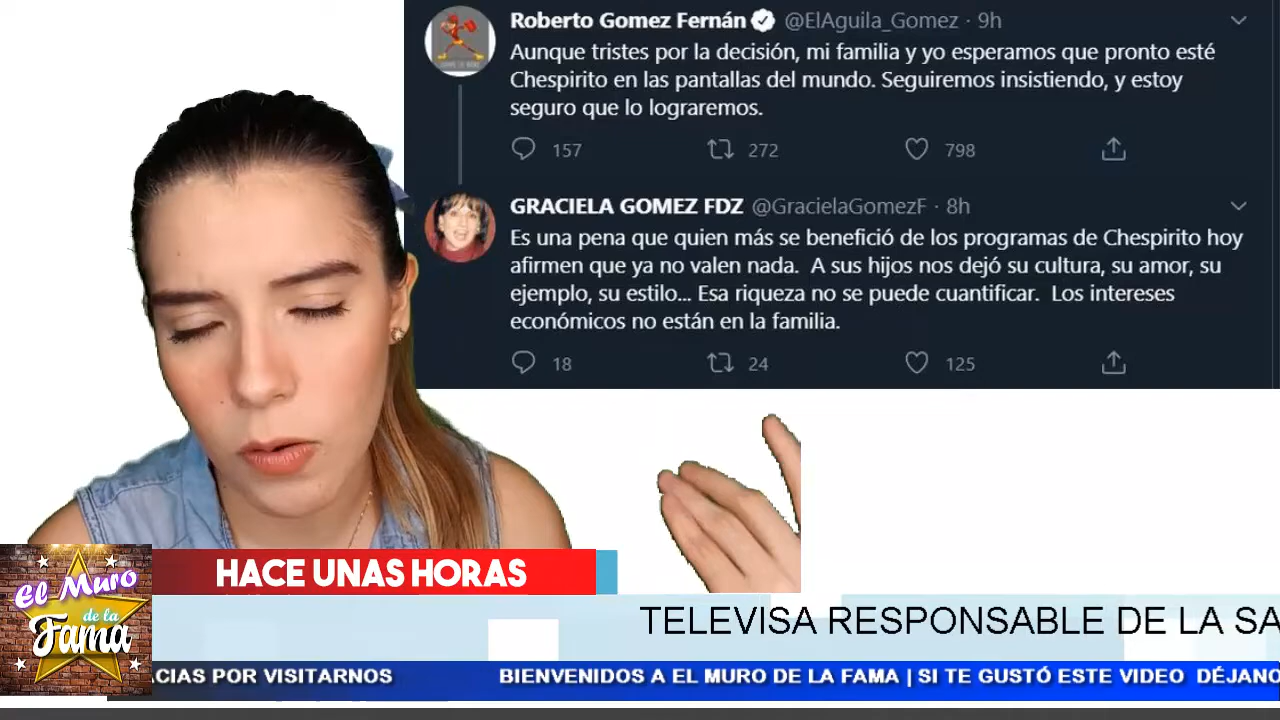 Roberto Gomez Fernán @ElAguila_Gomez · 9h
Aunque tristes por la decisión, mi familia y yo esperamos que pronto esté
Chespirito en las pantallas del mundo. Seguiremos insistiendo, y estoy
seguro que lo lograremos.
157 272 798
GRACIELA GOMEZ FDZ @GracielaGomezF · 8h
Es una pena que quien más se benefició de los programas de Chespirito hoy
afirmen que ya no valen nada.  A sus hijos nos dejó su cultura, su amor, su
ejemplo, su estilo... Esa riqueza no se puede cuantificar.  Los intereses
económicos no están en la familia.
18 24 125
HACE UNAS HORAS
El Muro
de la
Fama
TELEVISA RESPONSABLE DE LA SA
ACIAS POR VISITARNOS BIENVENIDOS A EL MURO DE LA FAMA | SI TE GUSTÓ ESTE VIDEO DÉJANO